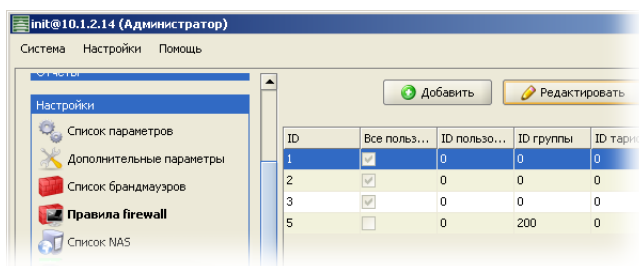 init@10.1.2.14 (Администратор)
Система Настройки Помощь
Отчеты
Добавить Редактировать
Настройки
Список параметров
Дополнительные параметры
Список брандмауэров
Правила firewall
Список NAS
ID Все польз... ID пользо... ID группы ID тариф
1 0 0 0
2 0 0 0
3 0 0 0
5 0 200 0